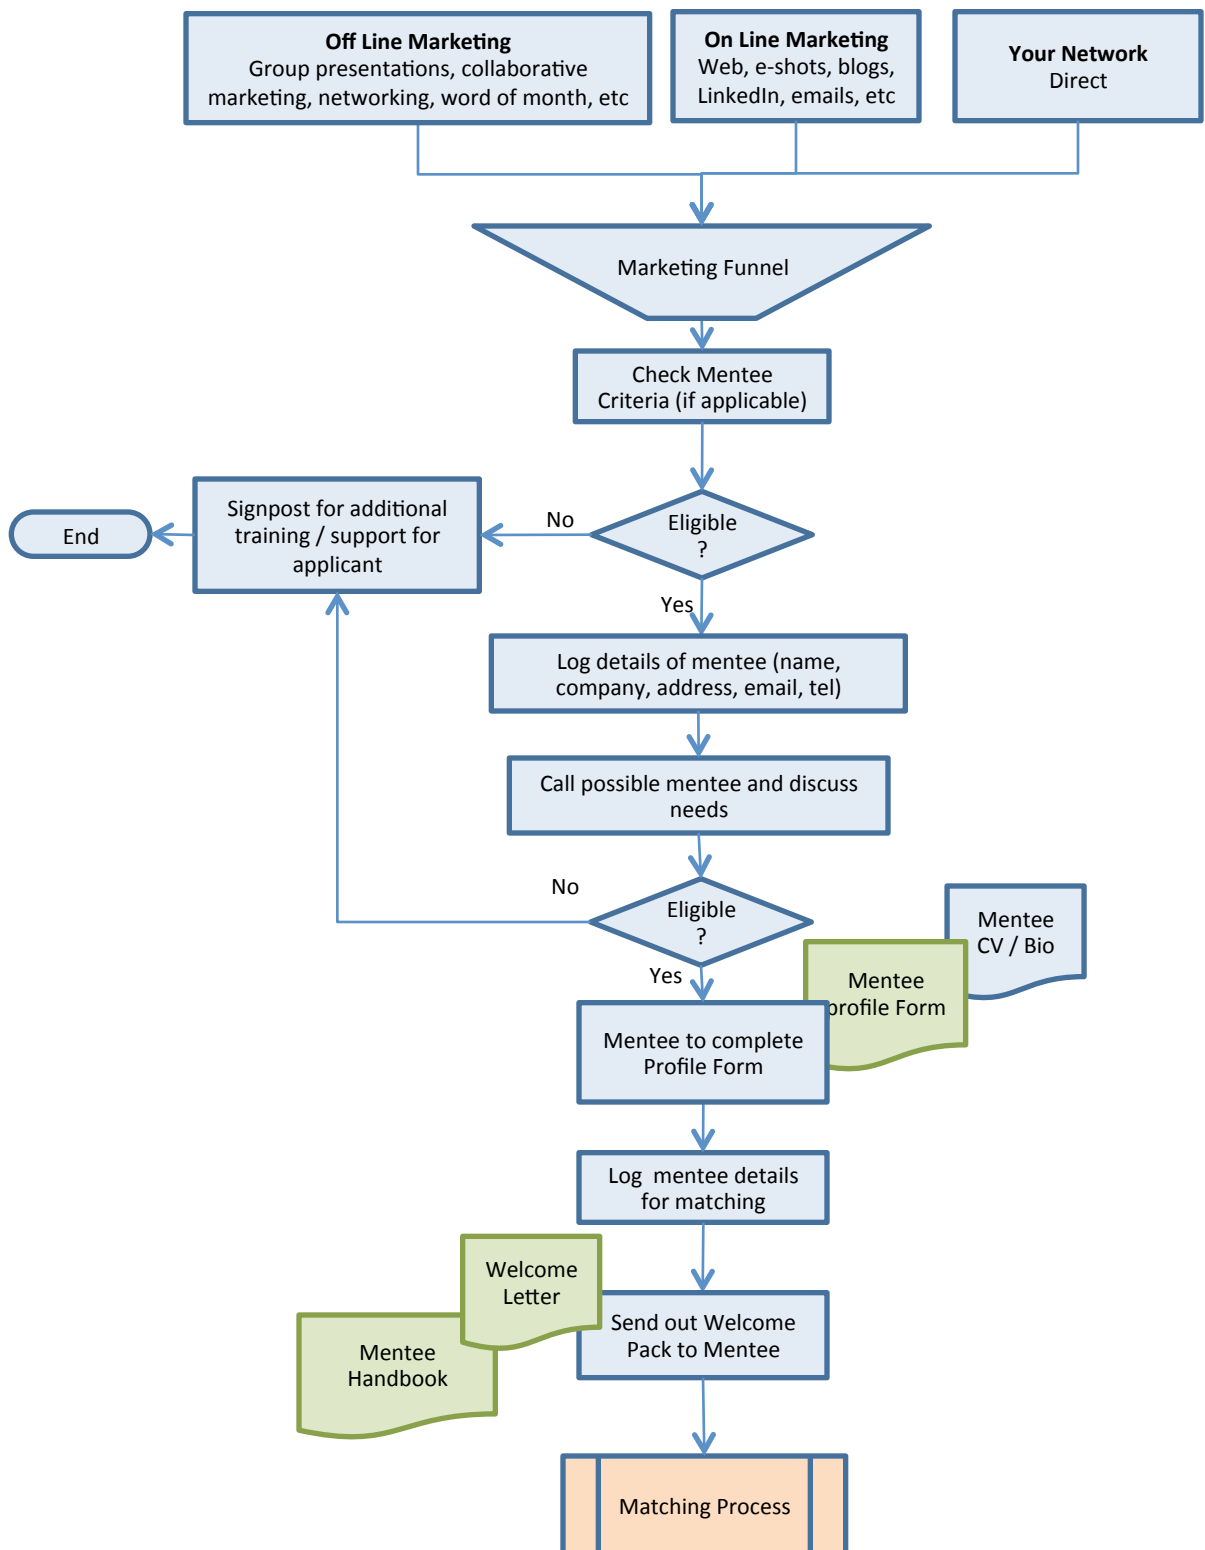 Off Line Marketing
Group presentations, collaborative
marketing, networking, word of month, etc
On Line Marketing
Web, e-shots, blogs,
LinkedIn, emails, etc
Your Network
Direct
Marketing Funnel
Check Mentee
Criteria (if applicable)
Eligible
?
No
Signpost for additional
training / support for
applicant
End
Yes
Log details of mentee (name,
company, address, email, tel)
Call possible mentee and discuss
needs
Eligible
?
No
Yes
Mentee
CV / Bio
Mentee
profile Form
Mentee to complete
Profile Form
Log mentee details
for matching
Welcome
Letter
Mentee
Handbook
Send out Welcome
Pack to Mentee
Matching Process